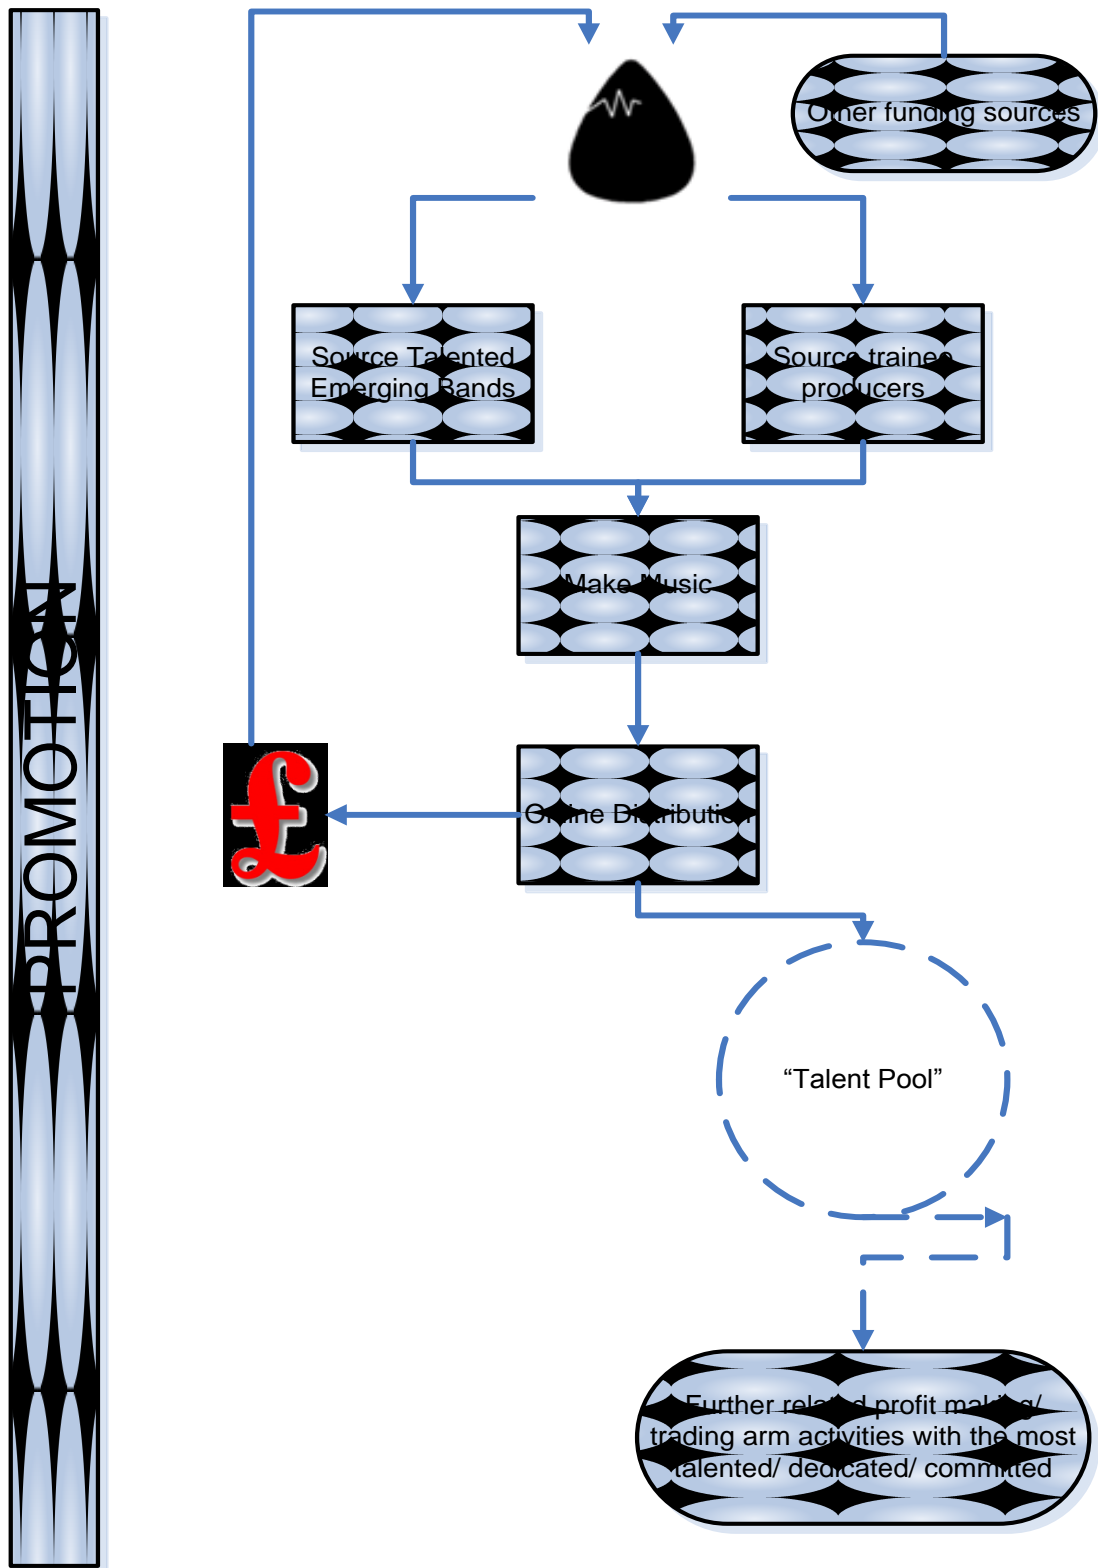 Other funding sources
Source Talented
Emerging Bands
Source trainee
producers
Make Music
PROMOTION
£
Online Distribution
“Talent Pool”
Further related profit making/
trading arm activities with the most
talented/ dedicated/ committed